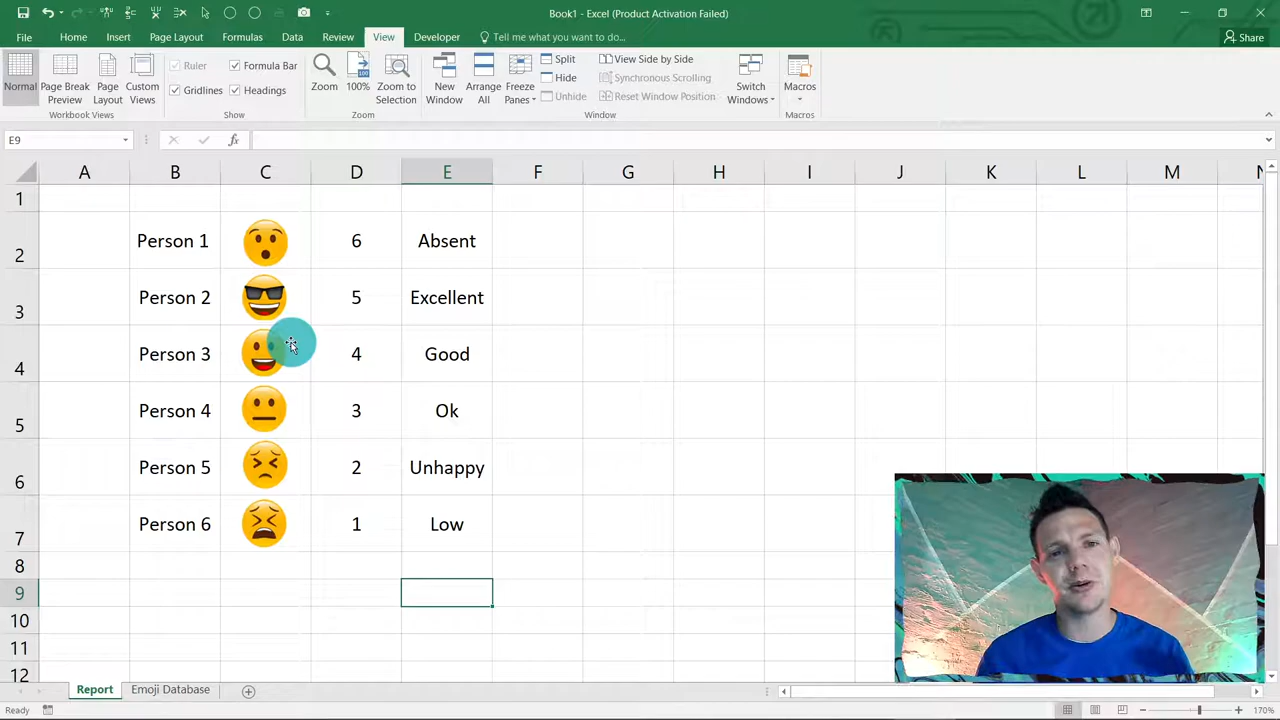 Book1 - Excel (Product Activation Failed)
File Home Insert Page Layout Formulas Data Review View Developer Tell me what you want to do... Share
Normal
Page Break Preview
Page Layout
Custom Views
Workbook Views
Ruler
Formula Bar
Gridlines
Headings
Show
Zoom
100%
Zoom to Selection
Zoom
New Window
Arrange All
Freeze Panes
Split
Hide
Unhide
View Side by Side
Synchronous Scrolling
Reset Window Position
Window
Switch Windows
Macros
Macros
E9 fx
A B C D E F G H I J K L M N
1
2 Person 1 6 Absent
3 Person 2 5 Excellent
4 Person 3 4 Good
5 Person 4 3 Ok
6 Person 5 2 Unhappy
7 Person 6 1 Low
8
9
10
11
12
Report Emoji Database
Ready 170%